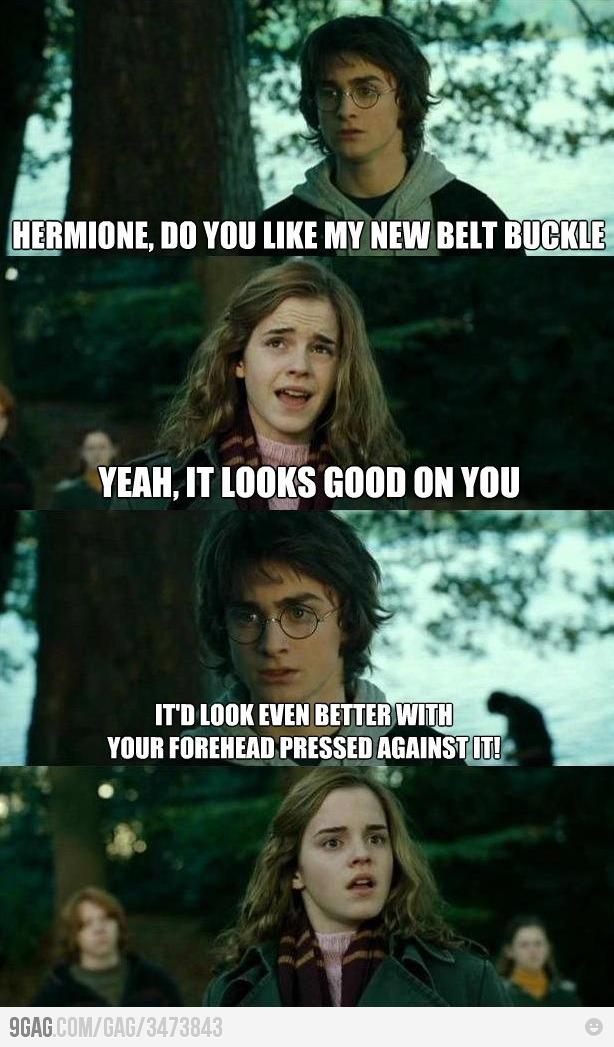 HERMIONE, DO YOU LIKE MY NEW BELT BUCKLE
YEAH, IT LOOKS GOOD ON YOU
IT'D LOOK EVEN BETTER WITH
YOUR FOREHEAD PRESSED AGAINST IT!
9GAG.COM/GAG/3473843